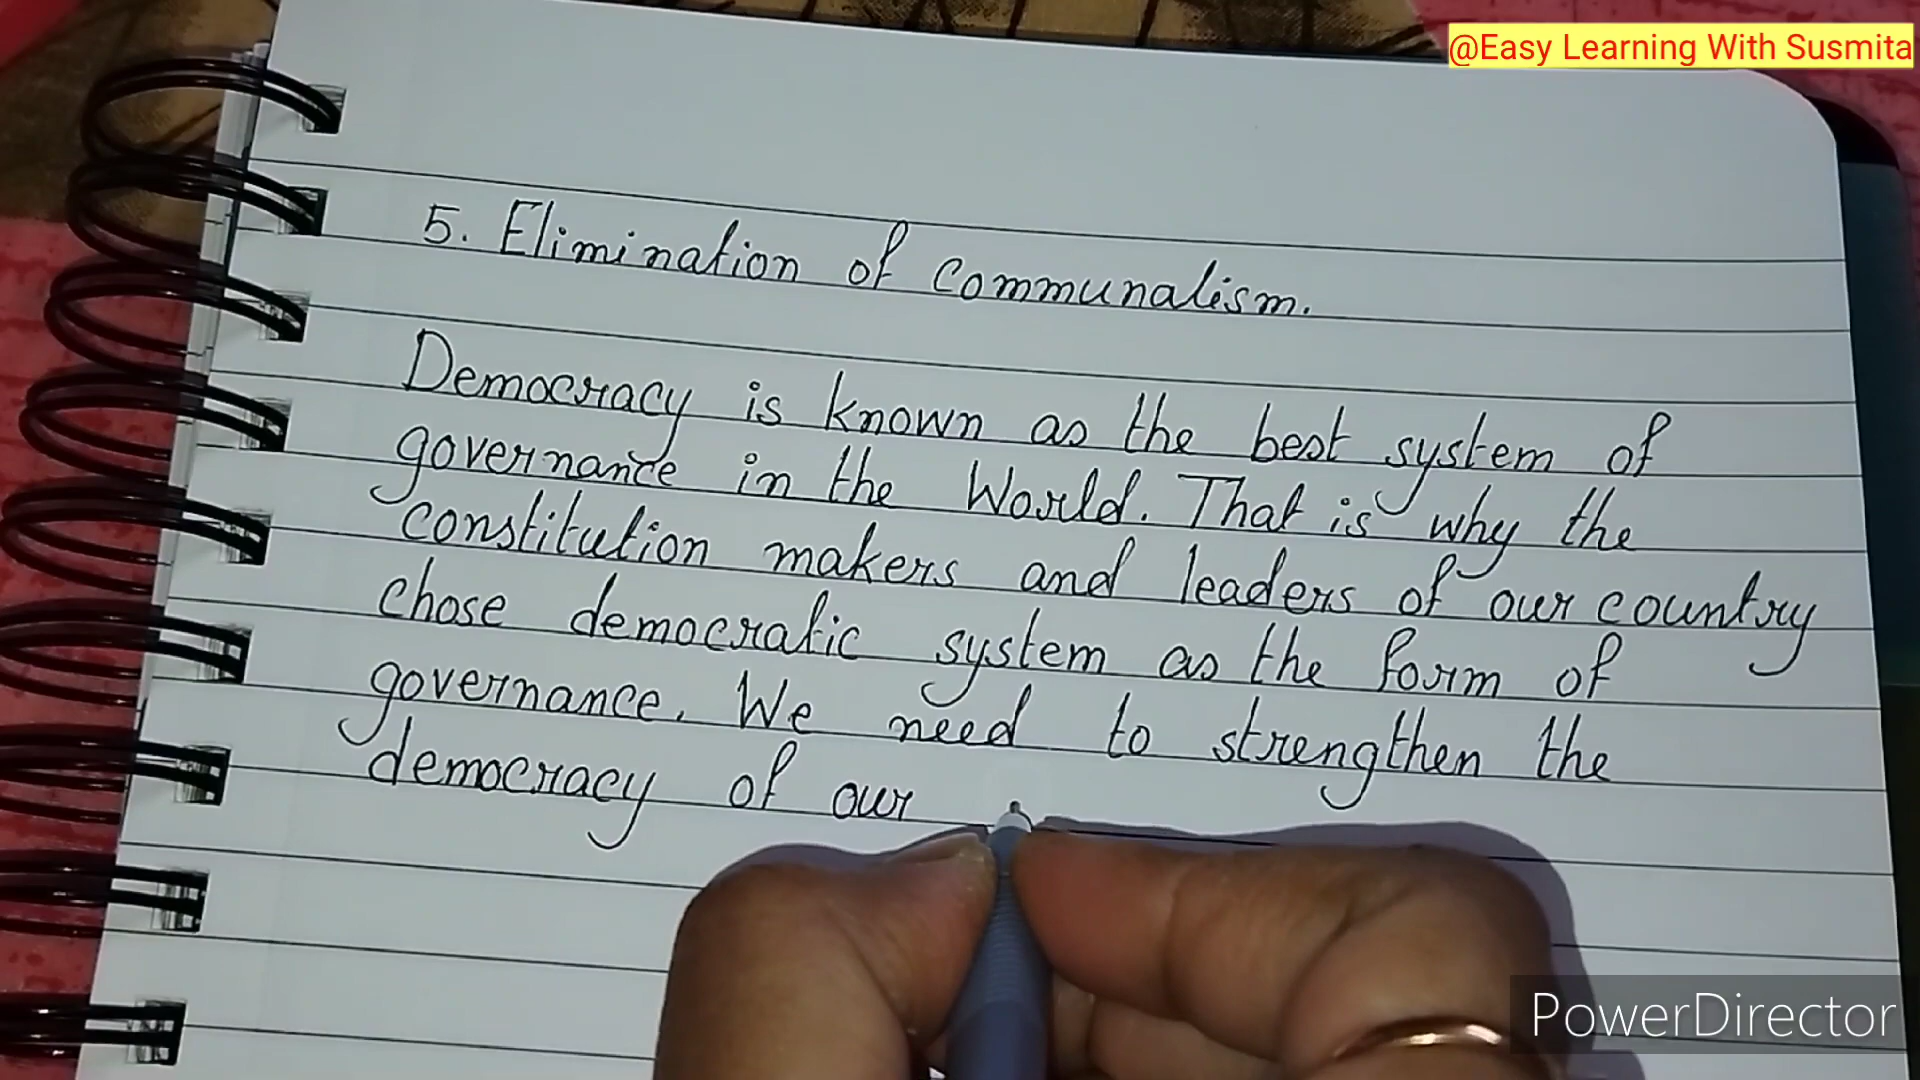 @Easy Learning With Susmita
5. Elimination of Communalism.
Democracy is known as the best system of
governance in the World. That is why the
constitution makers and leaders of our country
chose democratic system as the form of
governance. We need to strengthen the
democracy of our
PowerDirector